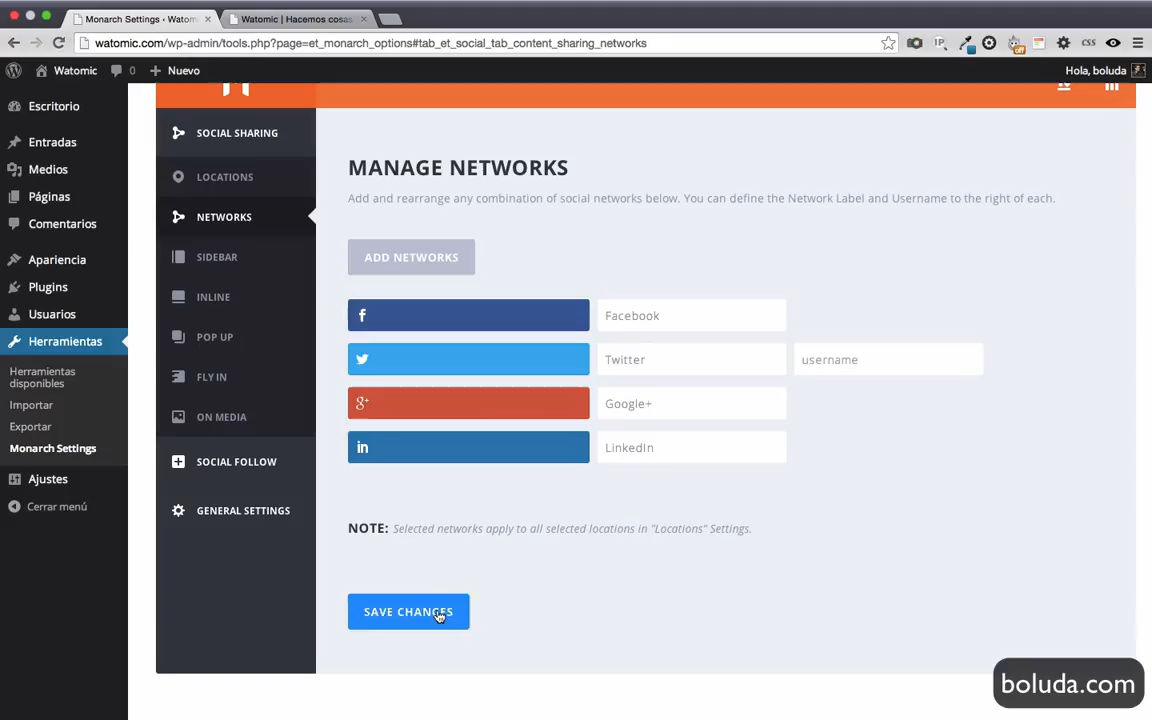 Monarch Settings ‹ Watom
Watomic | Hacemos cosas
watomic.com/wp-admin/tools.php?page=et_monarch_options#tab_et_social_tab_content_sharing_networks
IP
off
CSS
Watomic
0
Nuevo
Hola, boluda
Escritorio
Entradas
Medios
Páginas
Comentarios
Apariencia
Plugins
Usuarios
Herramientas
Herramientas
disponibles
Importar
Exportar
Monarch Settings
Ajustes
Cerrar menú
SOCIAL SHARING
LOCATIONS
NETWORKS
SIDEBAR
INLINE
POP UP
FLY IN
ON MEDIA
SOCIAL FOLLOW
GENERAL SETTINGS
MANAGE NETWORKS
Add and rearrange any combination of social networks below. You can define the Network Label and Username to the right of each.
ADD NETWORKS
Facebook
Twitter
username
Google+
LinkedIn
NOTE: Selected networks apply to all selected locations in "Locations" Settings.
SAVE CHANGES
boluda.com